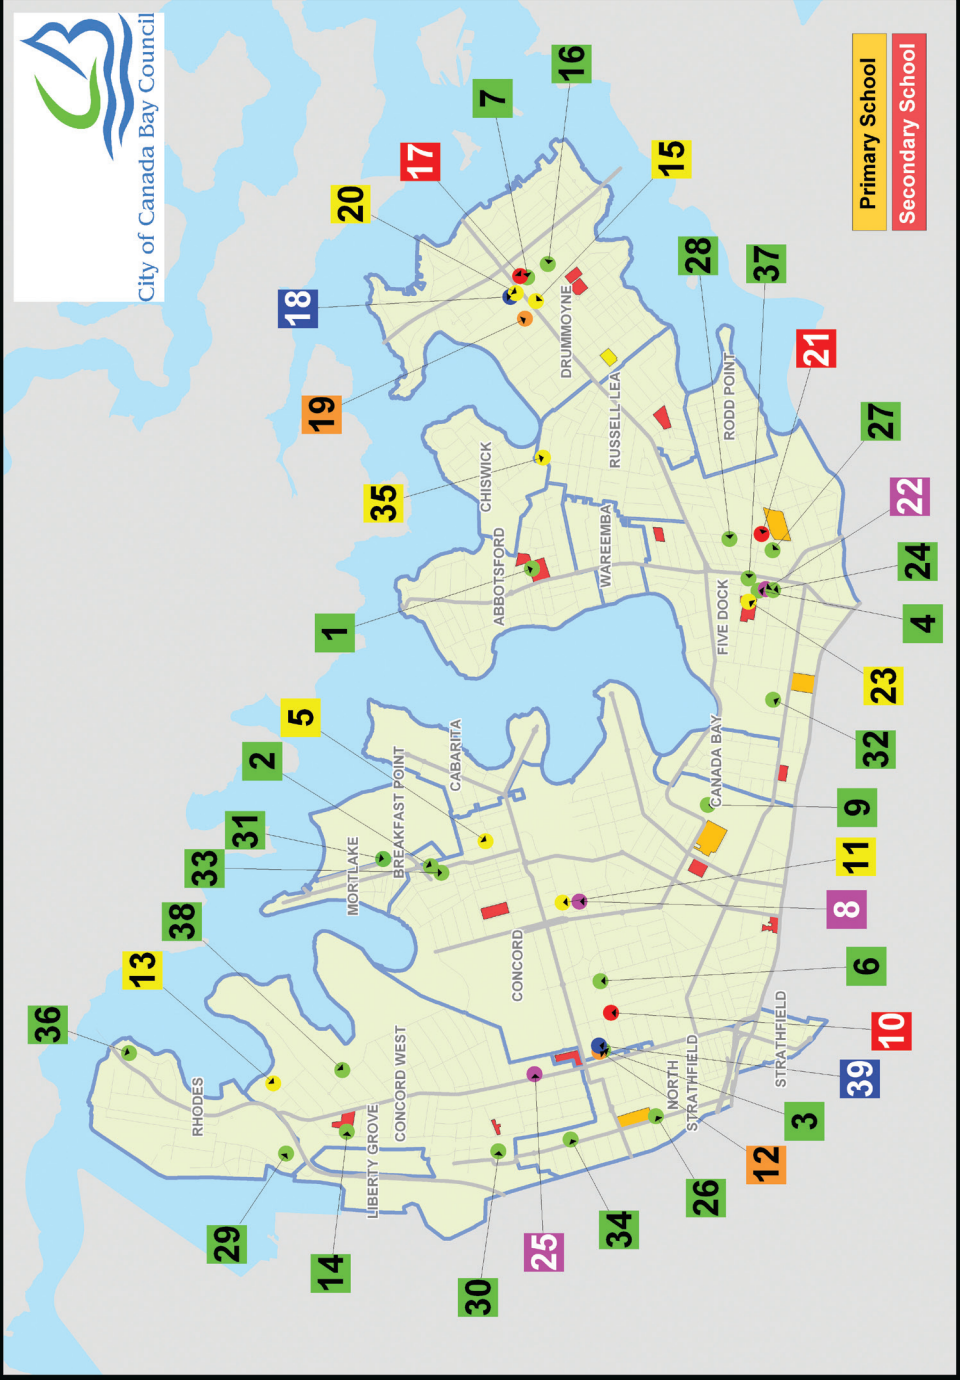 City of Canada Bay Council
Primary School
Secondary School
36
13
38
33
31
2
5
1
35
19
18
20
17
7
16
15
28
37
21
27
22
24
4
23
32
9
11
8
6
10
39
3
12
26
34
25
30
14
29
RHODES
LIBERTY GROVE
CONCORD WEST
MORTLAKE
BREAKFAST POINT
CABARITA
CONCORD
NORTH
STRATHFIELD
STRATHFIELD
CANADA BAY
FIVE DOCK
ABBOTSFORD
CHISWICK
WAREEMBA
RUSSELL LEA
RODD POINT
DRUMMOYNE